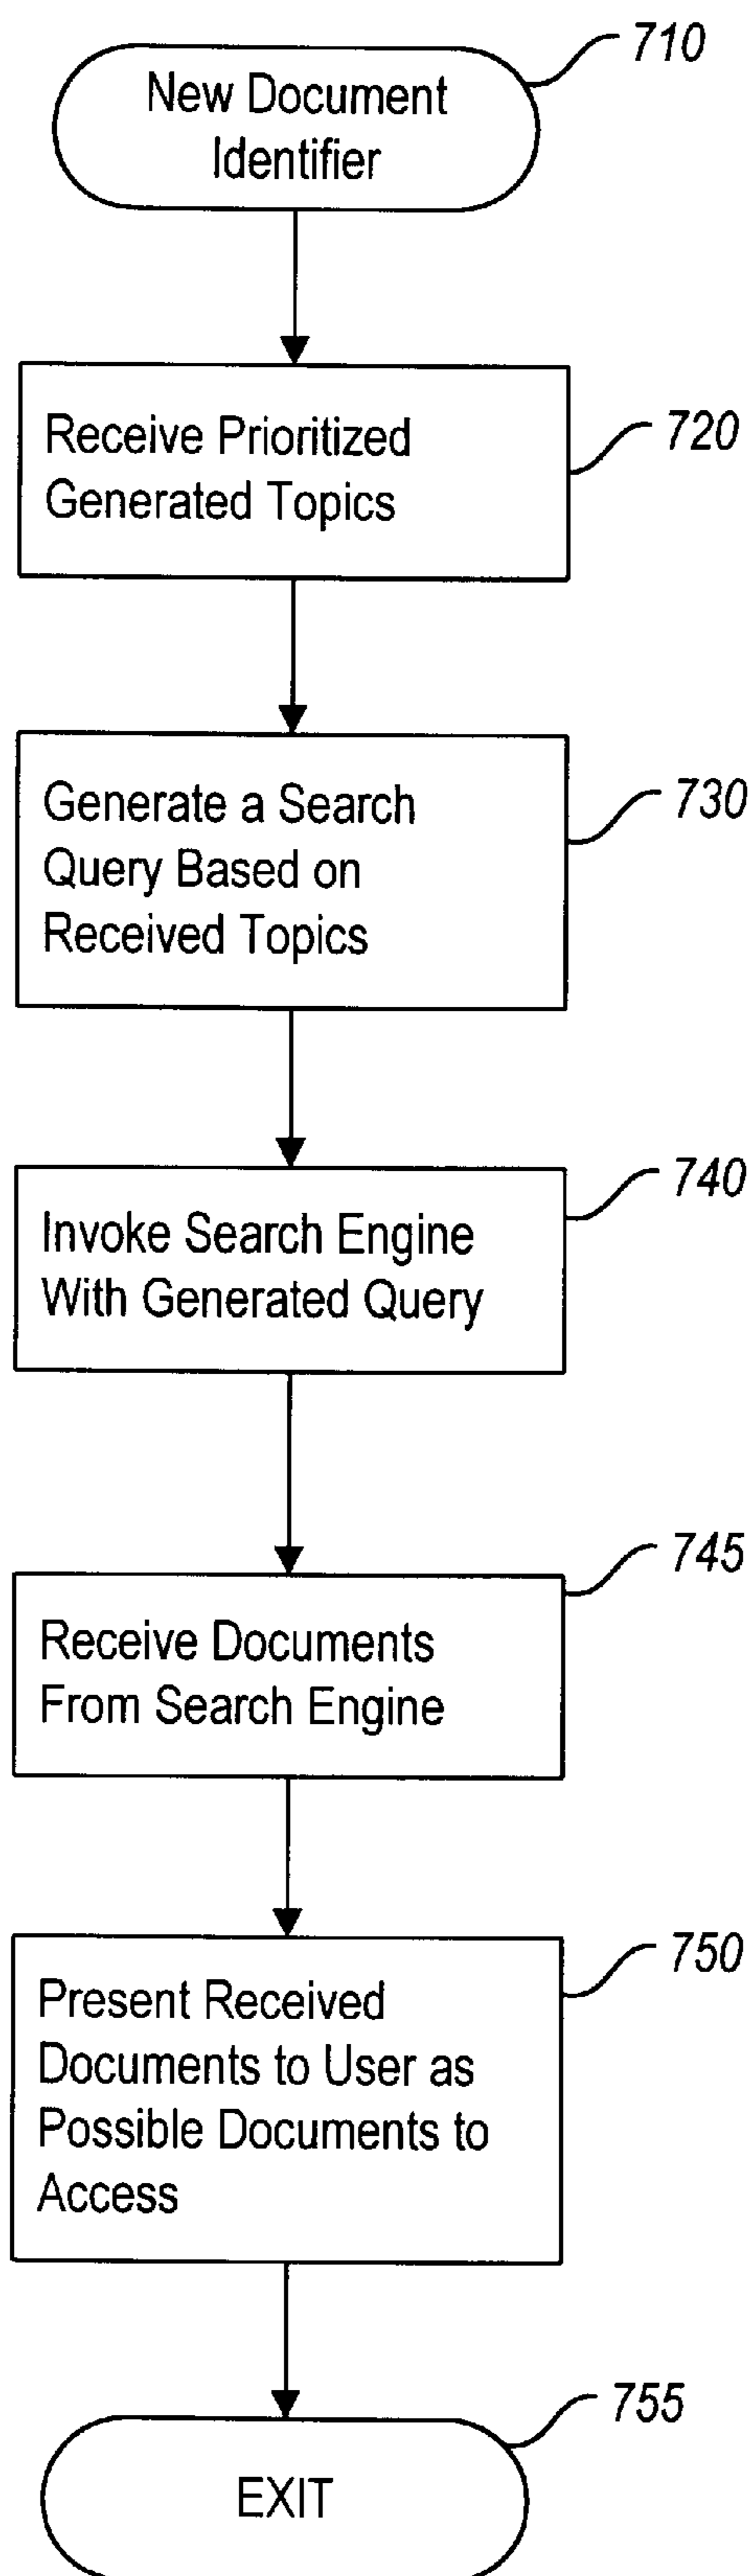 710
New Document
Identifier
720
Receive Prioritized
Generated Topics
730
Generate a Search
Query Based on
Received Topics
740
Invoke Search Engine
With Generated Query
745
Receive Documents
From Search Engine
750
Present Received
Documents to User as
Possible Documents to
Access
755
EXIT